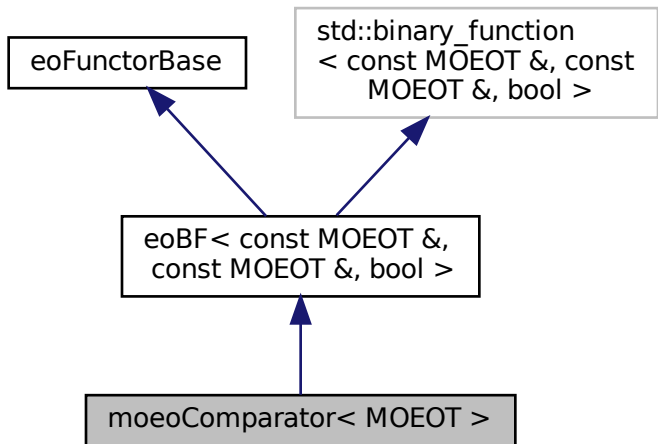 eoFunctorBase
std::binary_function
< const MOEOT &, const
MOEOT &, bool >
eoBF< const MOEOT &,
const MOEOT &, bool >
moeoComparator< MOEOT >